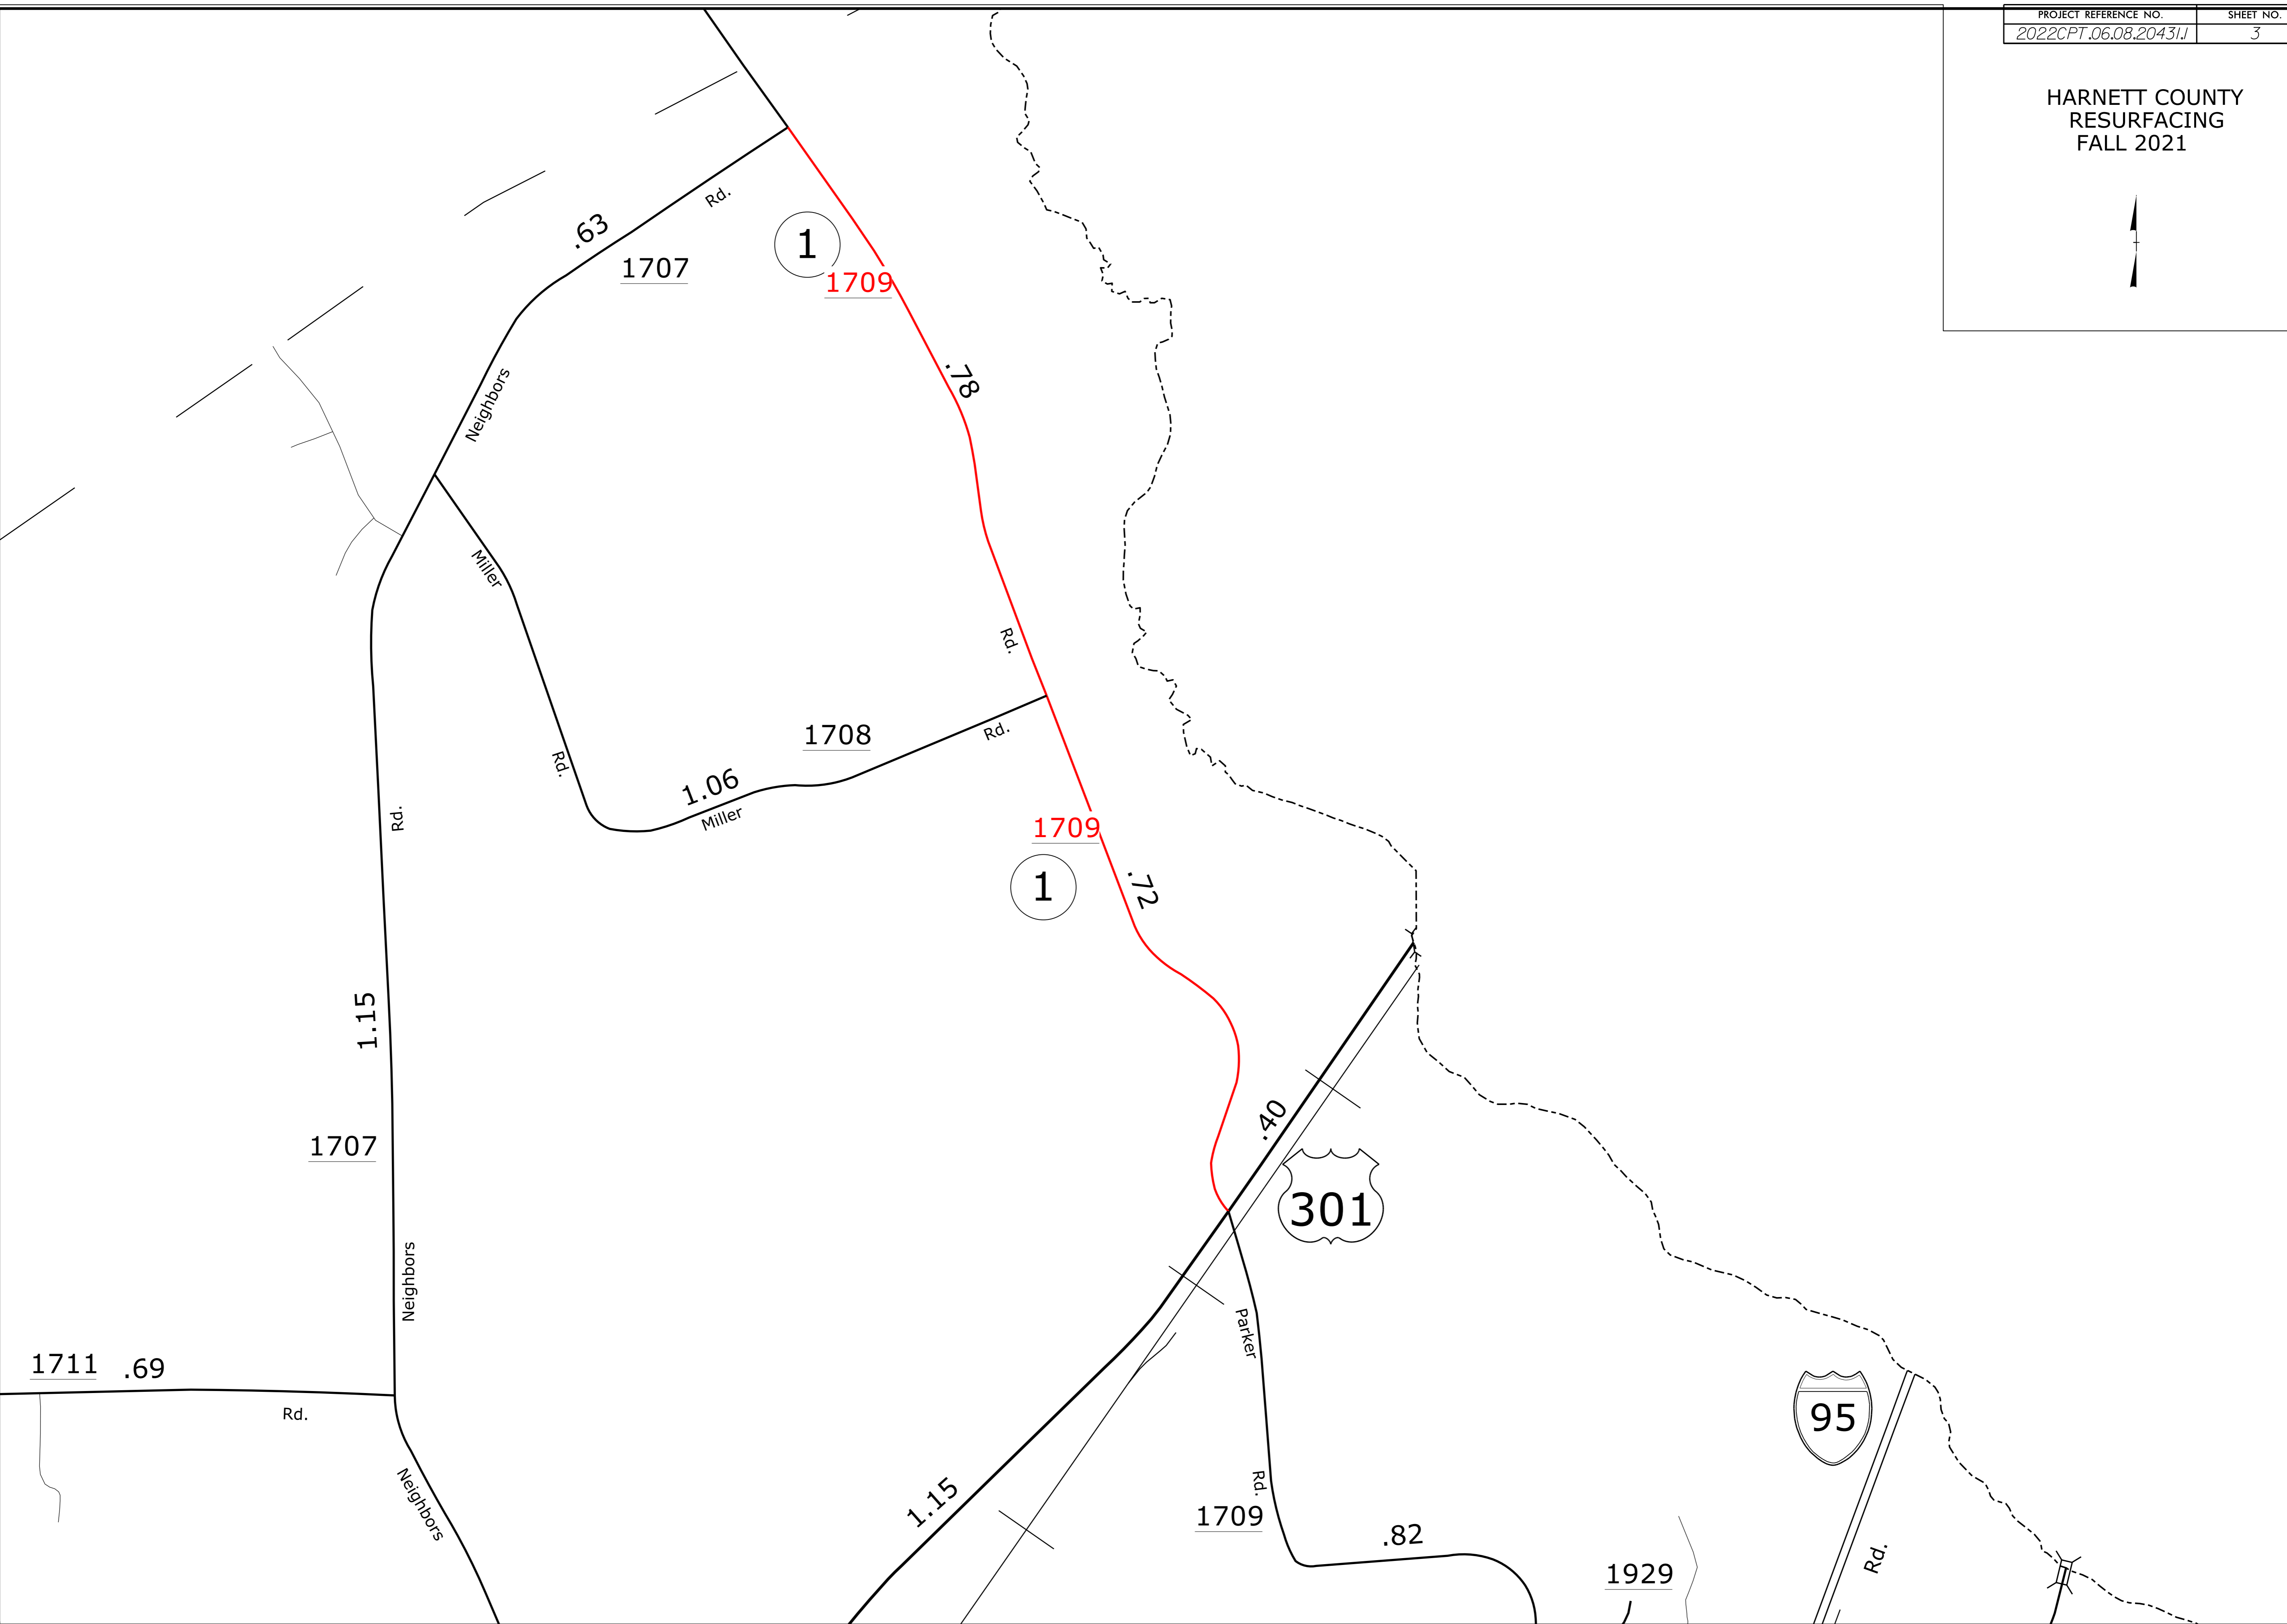 PROJECT REFERENCE NO.
SHEET NO.
2022CPT.06.08.20431.1
3
HARNETT COUNTY
RESURFACING
FALL 2021
Rd.
.63
1707
1
1709
.78
Neighbors
Miller
Rd.
Rd.
1708
Rd.
1.06
Miller
Rd.
1709
1
.72
1.15
.40
1707
301
Neighbors
Parker
1711
.69
Rd.
95
Neighbors
1.15
Rd.
1709
.82
Rd.
1929